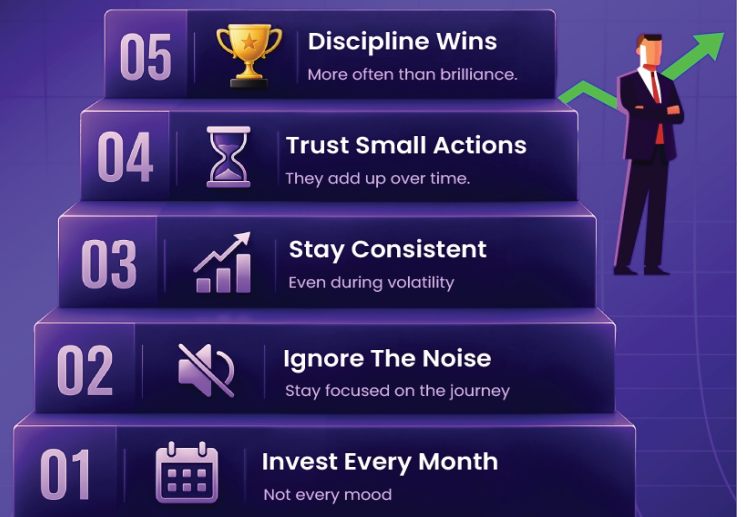 05
Discipline Wins
More often than brilliance.
04
Trust Small Actions
They add up over time.
03
Stay Consistent
Even during volatility
02
Ignore The Noise
Stay focused on the journey
01
Invest Every Month
Not every mood